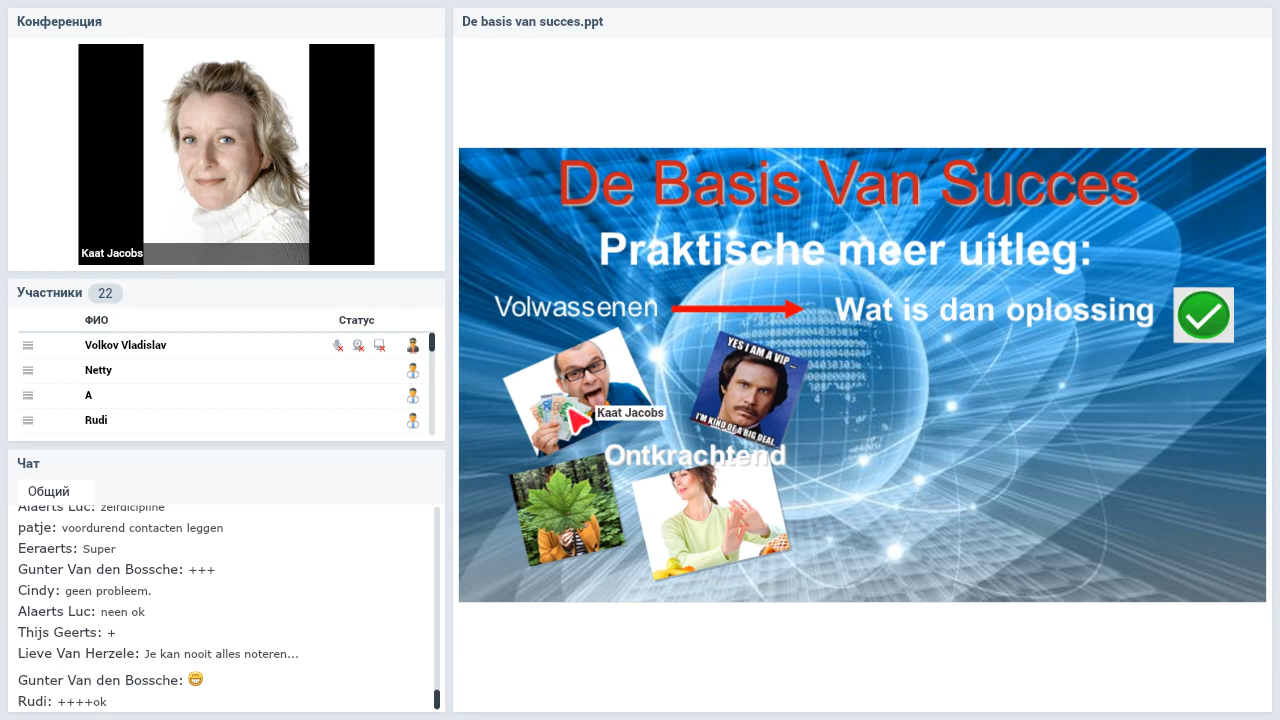 Конференция
Kaat Jacobs
Участники 22
ФИО Статус
Volkov Vladislav
Netty
A
Rudi
Чат
Общий
Alaerts Luc: zelfdicipline
patje: voordurend contacten leggen
Eeraerts: Super
Gunter Van den Bossche: +++
Cindy: geen probleem.
Alaerts Luc: neen ok
Thijs Geerts: +
Lieve Van Herzele: Je kan nooit alles noteren...
Gunter Van den Bossche: 😁
Rudi: ++++ok
De basis van succes.ppt
De Basis Van Succes
Praktische meer uitleg:
Volwassenen Wat is dan oplossing
YES I AM A VIP...
I'M KIND OF A BIG DEAL..
Kaat Jacobs
Ontkrachtend